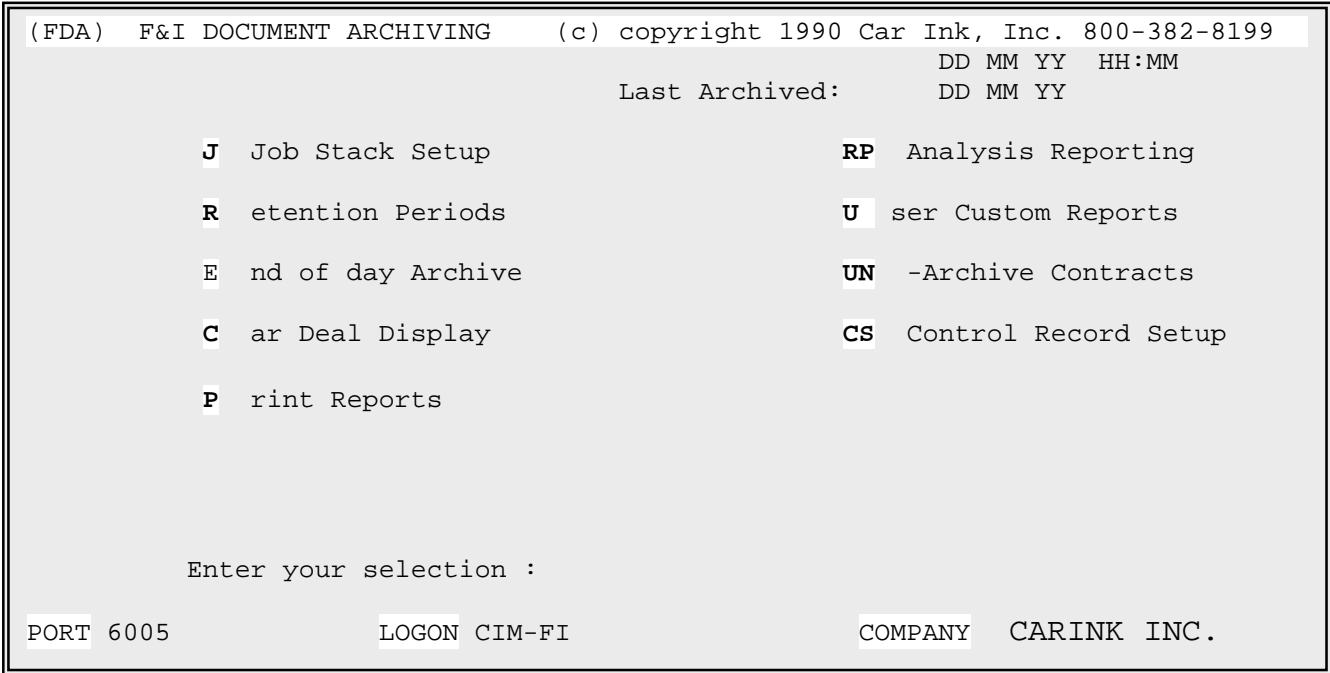 (FDA) F&I DOCUMENT ARCHIVING (c) copyright 1990 Car Ink, Inc. 800-382-8199
DD MM YY HH:MM
Last Archived: DD MM YY
J Job Stack Setup RP Analysis Reporting
R etention Periods U ser Custom Reports
E nd of day Archive UN -Archive Contracts
C ar Deal Display CS Control Record Setup
P rint Reports
Enter your selection :
PORT 6005 LOGON CIM-FI COMPANY CARINK INC.